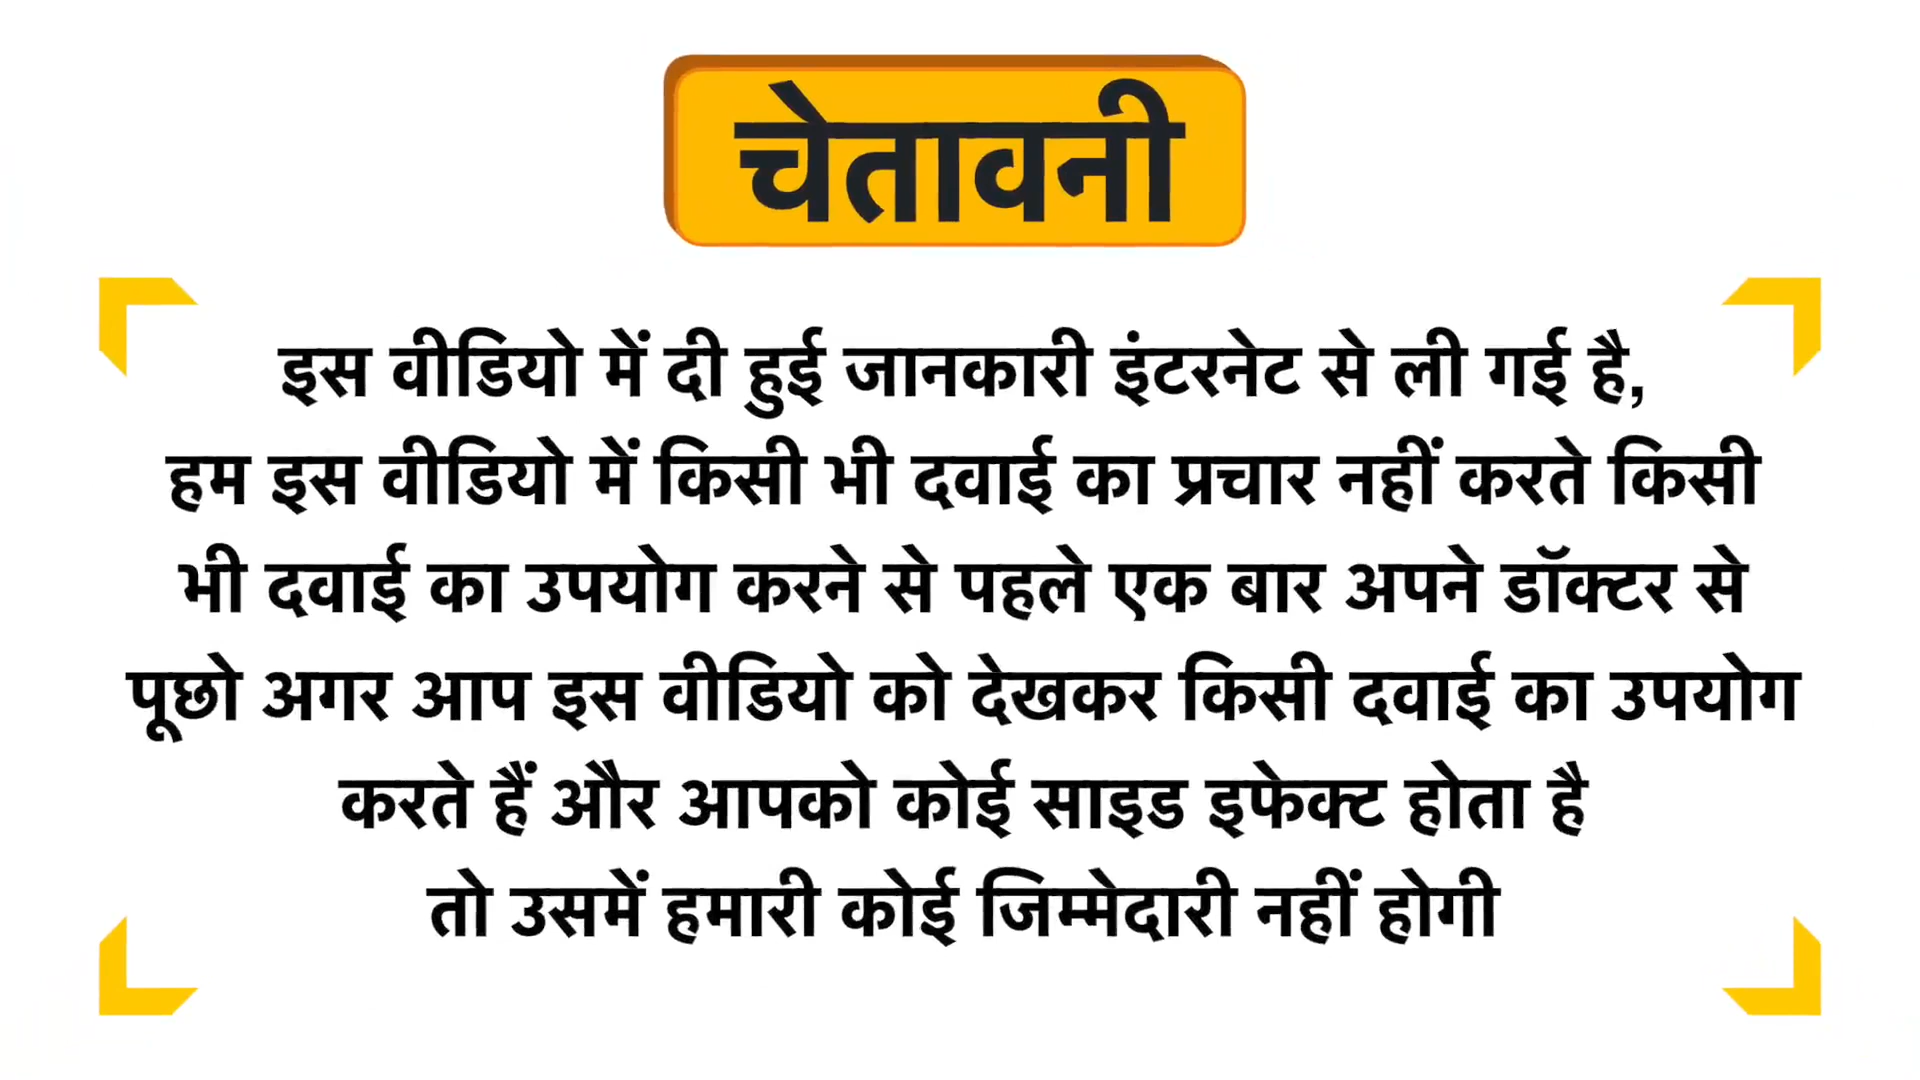 चेतावनी
इस वीडियो में दी हुई जानकारी इंटरनेट से ली गई है,
हम इस वीडियो में किसी भी दवाई का प्रचार नहीं करते किसी
भी दवाई का उपयोग करने से पहले एक बार अपने डॉक्टर से
पूछो अगर आप इस वीडियो को देखकर किसी दवाई का उपयोग
करते हैं और आपको कोई साइड इफेक्ट होता है
तो उसमें हमारी कोई जिम्मेदारी नहीं होगी